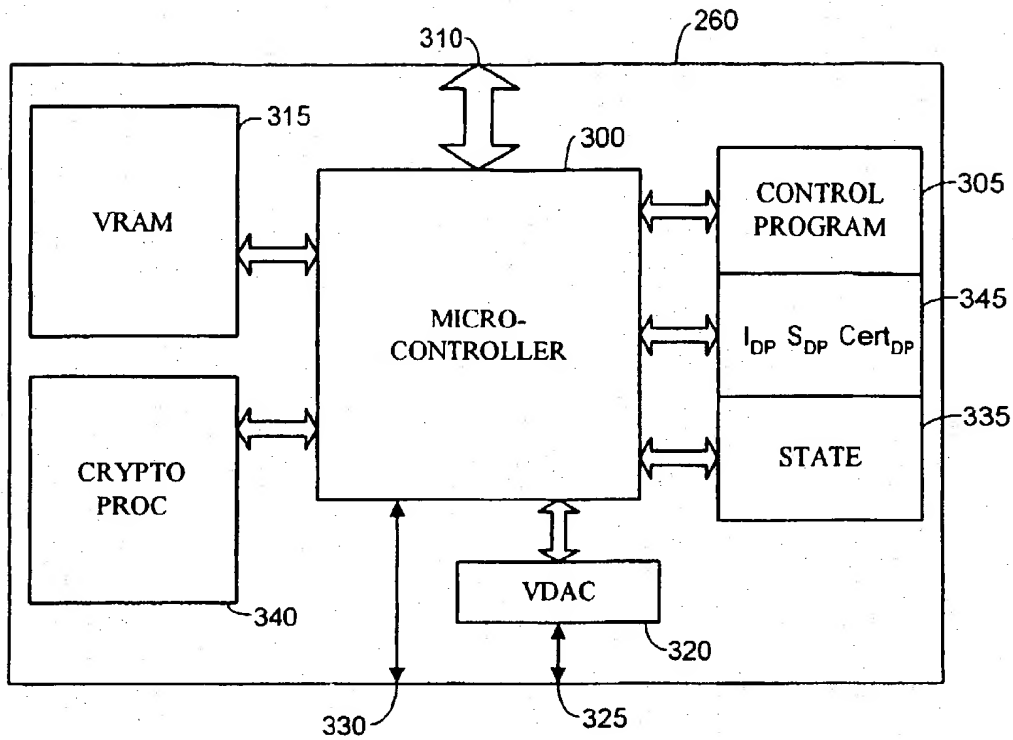 310
260
315
300
VRAM
CONTROL
PROGRAM
305
MICRO-
CONTROLLER
345
I_DP S_DP Cert_DP
CRYPTO
PROC
STATE
335
VDAC
340
320
330
325